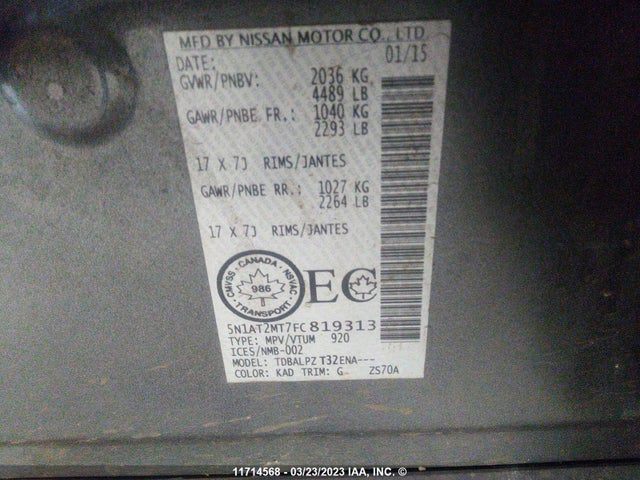 MFD BY NISSAN MOTOR CO., LTD
DATE: 01/15
GVWR/PNBV: 2036 KG
4489 LB
GAWR/PNBE FR.: 1040 KG
2293 LB
17 X 7J RIMS/JANTES
GAWR/PNBE RR.: 1027 KG
2264 LB
17 X 7J RIMS/JANTES
CMVSS · CANADA · NSVAC
986
TRANSPORT
EC
5N1AT2MT7FC819313
TYPE: MPV/VTUM 920
ICES/NMB-002
MODEL: TDBALPZ T32ENA---
COLOR: KAD TRIM: G ZS70A
11714568 - 03/23/2023 IAA, INC. ©